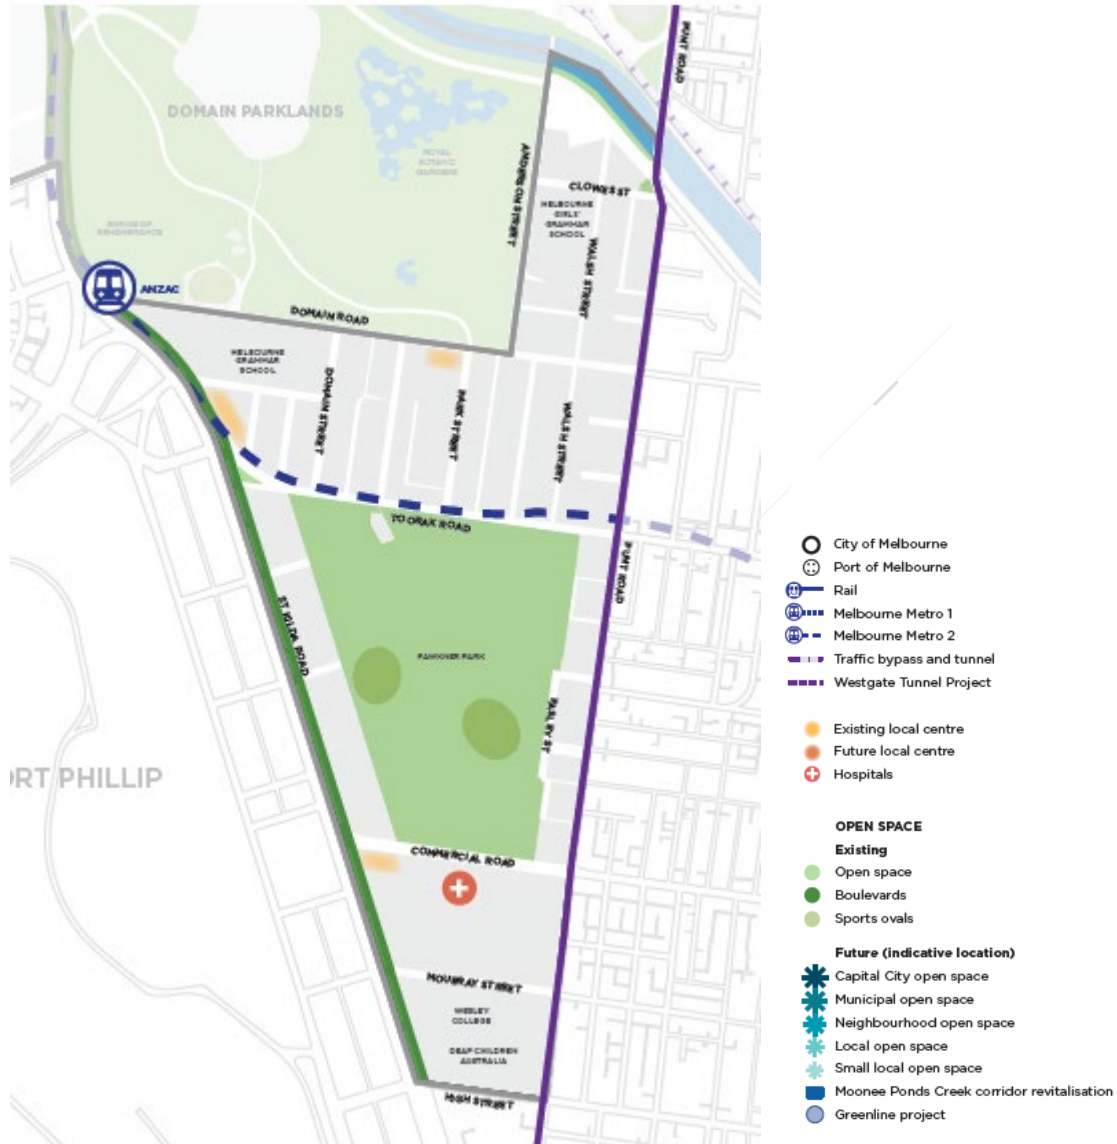 PUNT ROAD
DOMAIN PARKLANDS
ROYAL
BOTANIC
GARDENS
ANDERSON STREET
CLOWES ST
MELBOURNE
GIRLS'
GRAMMAR
SCHOOL
WALSH STREET
SHRINE OF
REMEMBRANCE
ANZAC
DOMAIN ROAD
MELBOURNE
GRAMMAR
SCHOOL
DOMAIN STREET
PARK STREET
WALSH STREET
TOORAK ROAD
PUNT ROAD
ST KILDA ROAD
FAWKNER PARK
PASLEY ST
ORT PHILLIP
COMMERCIAL ROAD
MOUBRAY STREET
WESLEY
COLLEGE
DEAF CHILDREN
AUSTRALIA
HIGH STREET
City of Melbourne
Port of Melbourne
Rail
Melbourne Metro 1
Melbourne Metro 2
Traffic bypass and tunnel
Westgate Tunnel Project
Existing local centre
Future local centre
Hospitals
OPEN SPACE
Existing
Open space
Boulevards
Sports ovals
Future (indicative location)
Capital City open space
Municipal open space
Neighbourhood open space
Local open space
Small local open space
Moonee Ponds Creek corridor revitalisation
Greenline project